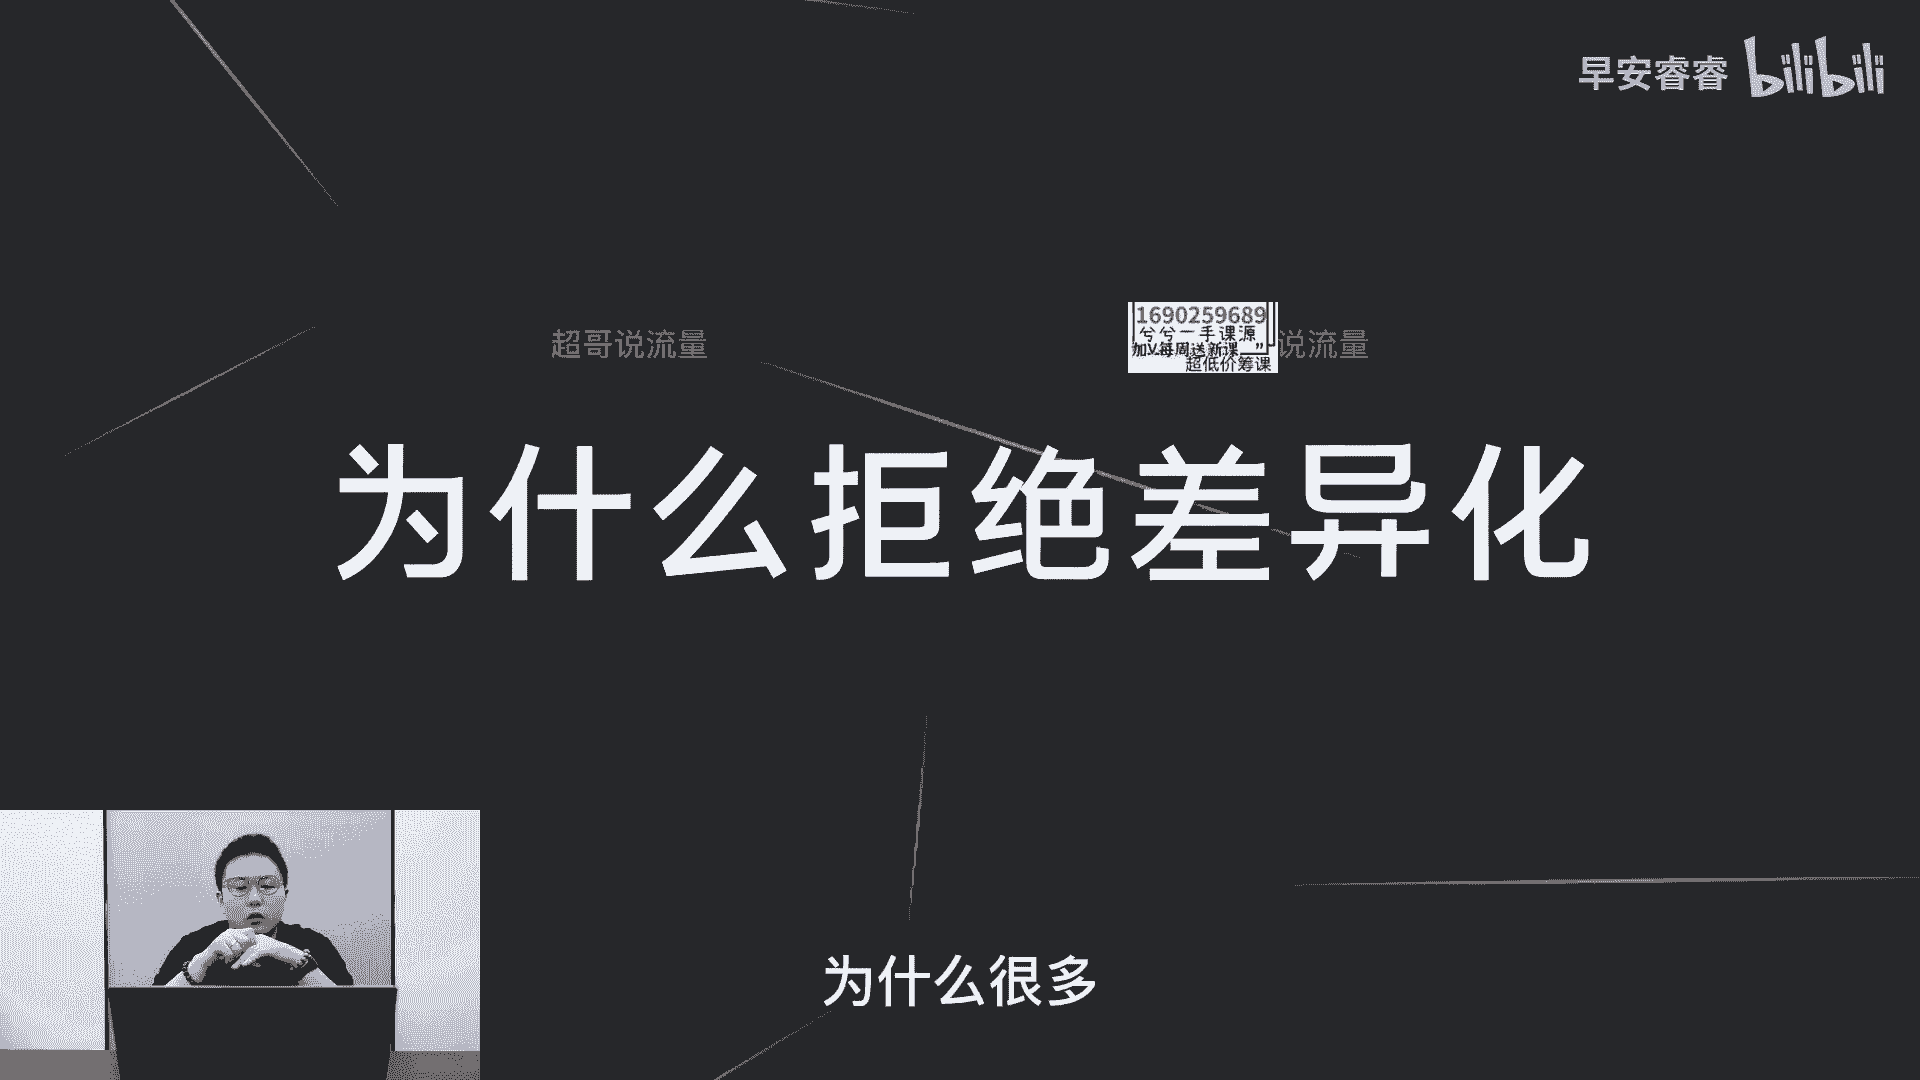 早安睿睿 bilibili
超哥说流量
1690259689
兮兮一手课源
加V每周送新课
超低价筹课
说流量
为什么拒绝差异化
为什么很多